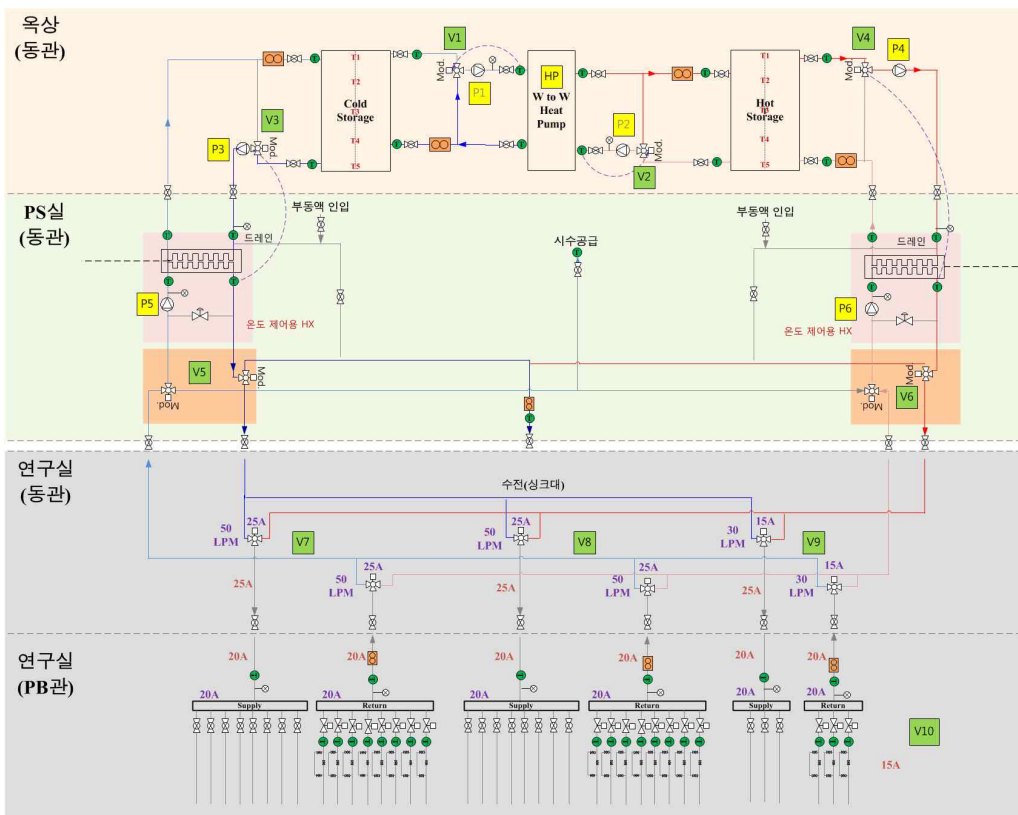 옥상
(동관)
V1
V4
P4
Mod.
P1
HP
W to W
Heat
Pump
T1
T2
T3
T4
T5
Cold
Storage
T1
T2
T3
T4
T5
Hot
Storage
Mod.
V3
P3
Mod.
P2
Mod.
V2
PS실
(동관)
부동액 인입
드레인
시수공급
부동액 인입
드레인
P5
온도 제어용 HX
P6
온도 제어용 HX
V5
Mod.
Mod.
Mod.
V6
Mod.
연구실
(동관)
수전(싱크대)
25A
50
LPM
V7
25A
50
LPM
V8
15A
30
LPM
V9
25A
25A
50
LPM
25A
25A
50
LPM
25A
15A
30
LPM
연구실
(PB관)
20A
20A
20A
20A
20A
20A
20A
20A
20A
20A
20A
20A
Supply
Return
Supply
Return
Supply
Return
V10
15A